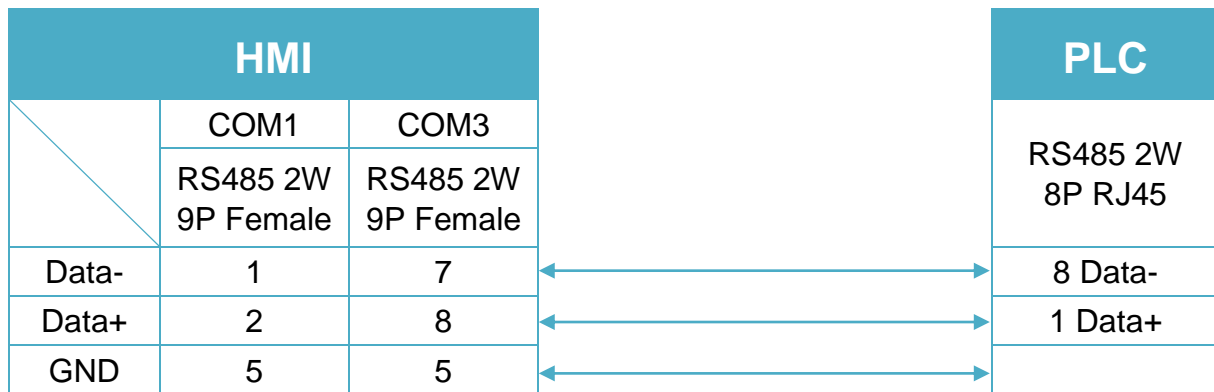 HMI
PLC
COM1 COM3
RS485 2W
9P Female
RS485 2W
9P Female
RS485 2W
8P RJ45
Data- 1 7 8 Data-
Data+ 2 8 1 Data+
GND 5 5